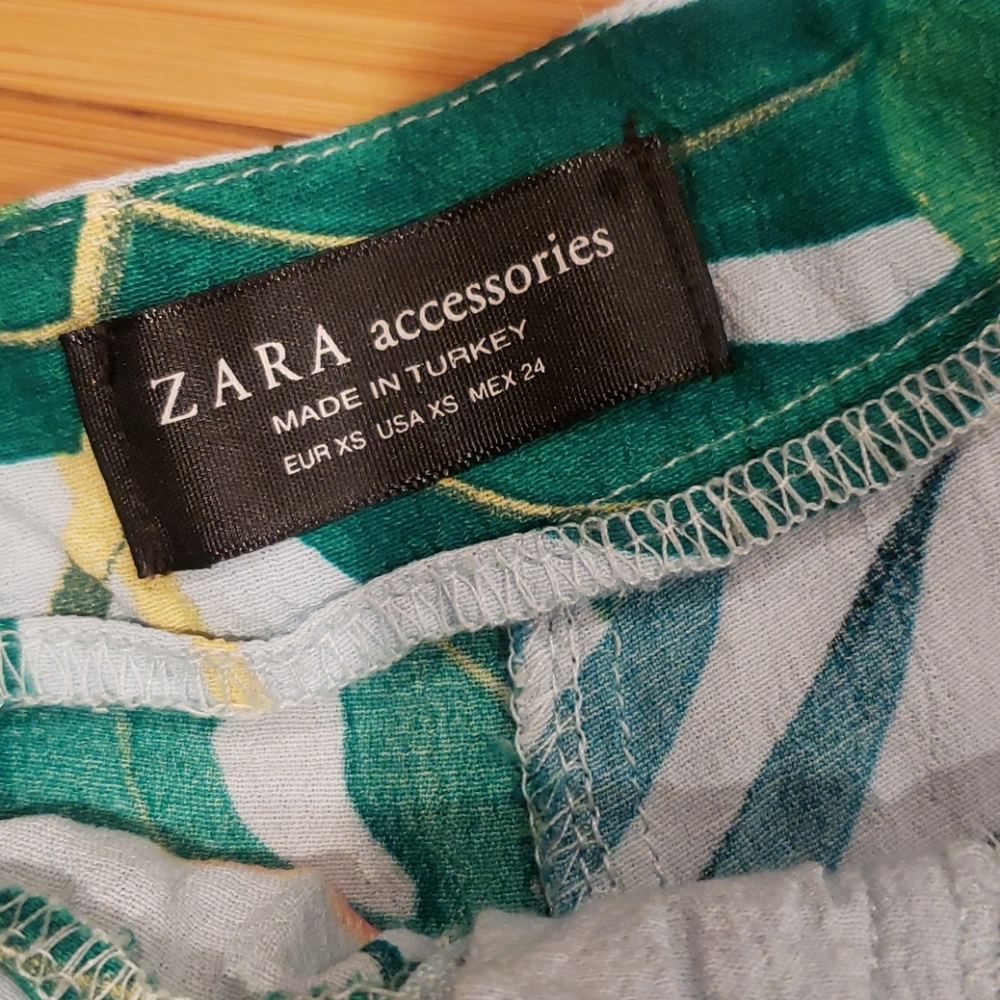 ZARA accessories
MADE IN TURKEY
EUR XS USA XS MEX 24